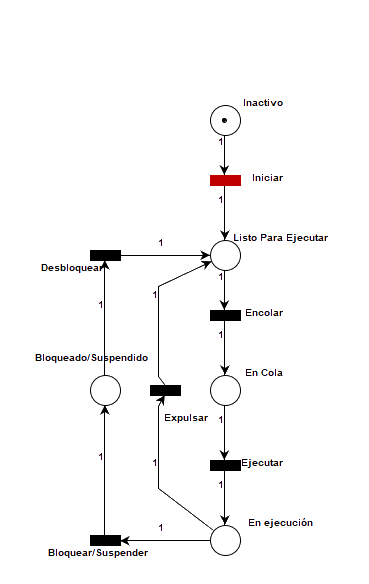 Inactivo
1
Iniciar
1
Listo Para Ejecutar
1
1
Desbloquear
1
1
Encolar
1
Bloqueado/Suspendido
En Cola
Expulsar
1
Ejecutar
1
1
1
En ejecución
1
Bloquear/Suspender